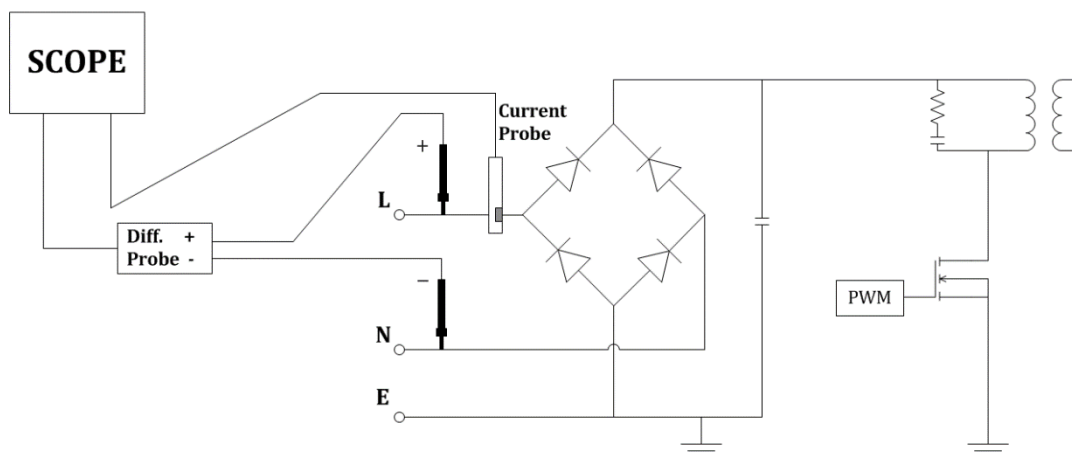 SCOPE
Current
Probe
+
L
Diff. +
Probe -
−
PWM
N
E